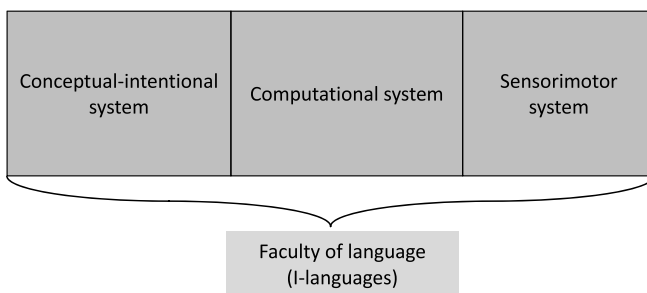 Conceptual-intentional
system
Computational system
Sensorimotor
system
Faculty of language
(I-languages)